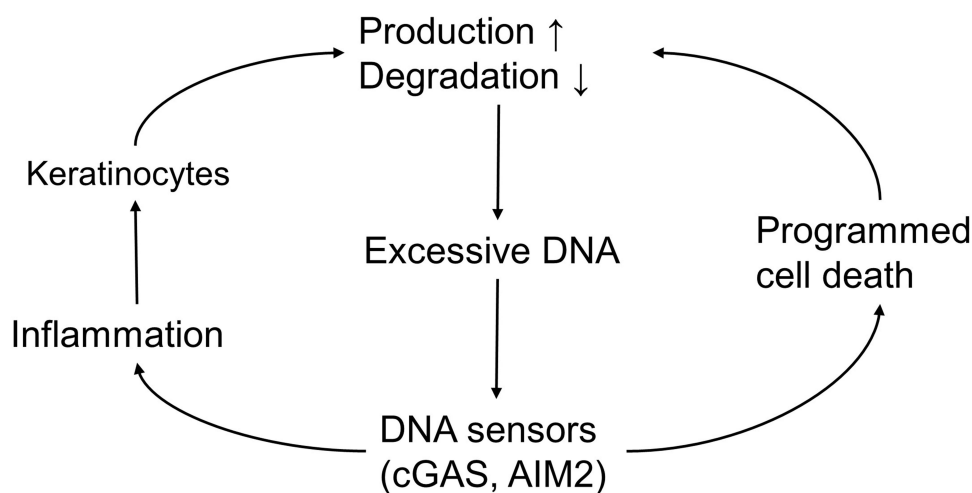 Production ↑
Degradation ↓
Keratinocytes
Excessive DNA
Programmed
cell death
Inflammation
DNA sensors
(cGAS, AIM2)